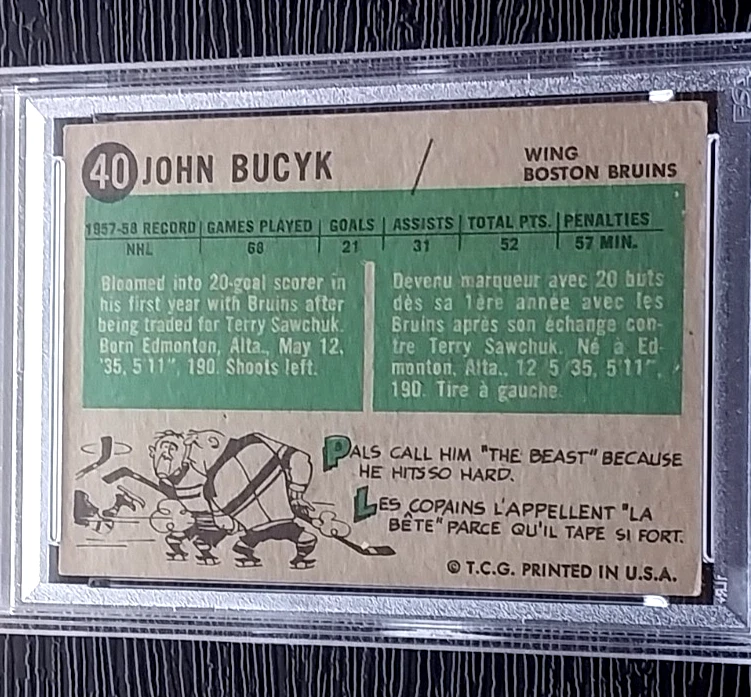 40 JOHN BUCYK
WING
BOSTON BRUINS
1957-58 RECORD GAMES PLAYED GOALS ASSISTS TOTAL PTS. PENALTIES
NHL 68 21 31 52 57 MIN.
Bloomed into 20-goal scorer in
his first year with Bruins after
being traded for Terry Sawchuk.
Born Edmonton, Alta., May 12,
'35, 5'11", 190. Shoots left.
Devenu marqueur avec 20 buts
dès sa 1ère année avec les
Bruins après son échange con-
tre Terry Sawchuk. Né à Ed-
monton, Alta., 12 5/35, 5'11",
190. Tire à gauche.
PALS CALL HIM "THE BEAST" BECAUSE
HE HITS SO HARD.
LES COPAINS L'APPELLENT "LA
BÊTE" PARCE QU'IL TAPE SI FORT.
© T.C.G. PRINTED IN U.S.A.